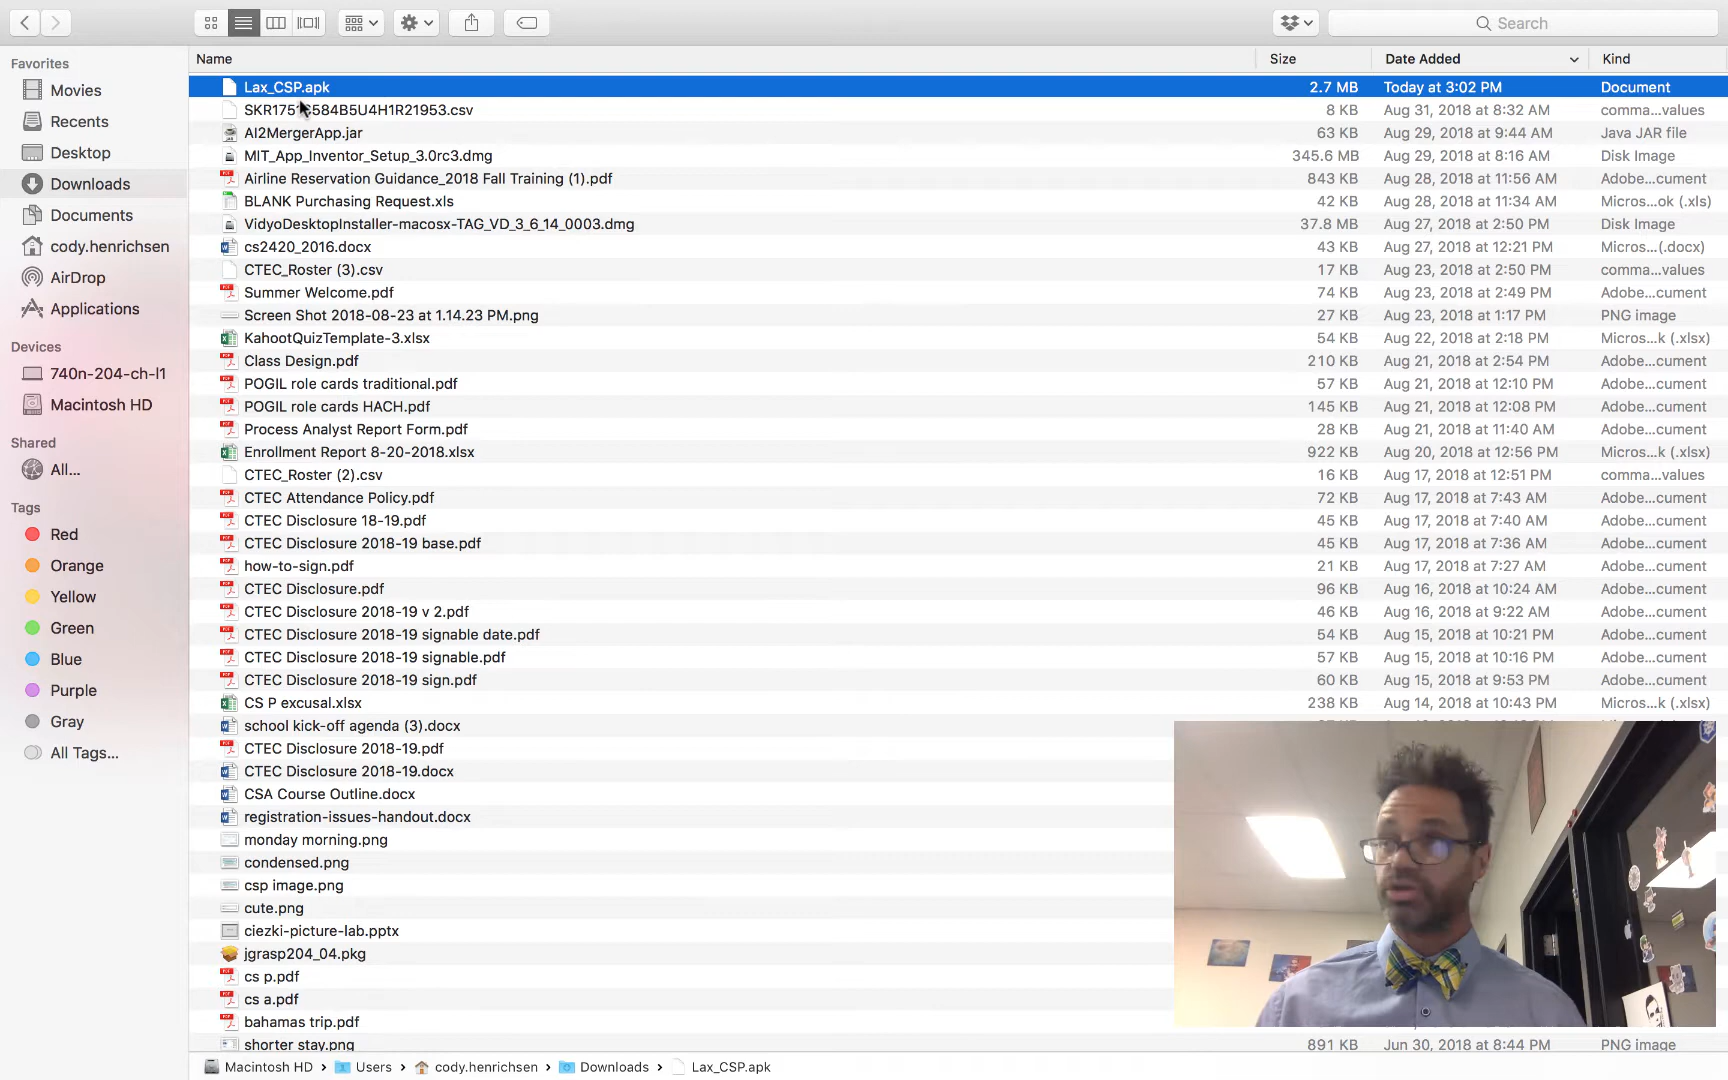 Search
Name Size Date Added Kind
Favorites
Movies
Recents
Desktop
Downloads
Documents
cody.henrichsen
AirDrop
Applications
Devices
740n-204-ch-l1
Macintosh HD
Shared
All...
Tags
Red
Orange
Yellow
Green
Blue
Purple
Gray
All Tags...
Lax_CSP.apk 2.7 MB Today at 3:02 PM Document
8 KB Aug 31, 2018 at 8:32 AM comma...values
AI2MergerApp.jar 63 KB Aug 29, 2018 at 9:44 AM Java JAR file
MIT_App_Inventor_Setup_3.0rc3.dmg 345.6 MB Aug 29, 2018 at 8:16 AM Disk Image
Airline Reservation Guidance_2018 Fall Training (1).pdf 843 KB Aug 28, 2018 at 11:56 AM Adobe...cument
BLANK Purchasing Request.xls 42 KB Aug 28, 2018 at 11:34 AM Micros...ok (.xls)
VidyoDesktopInstaller-macosx-TAG_VD_3_6_14_0003.dmg 37.8 MB Aug 27, 2018 at 2:50 PM Disk Image
cs2420_2016.docx 43 KB Aug 27, 2018 at 12:21 PM Micros...(.docx)
CTEC_Roster (3).csv 17 KB Aug 23, 2018 at 2:50 PM comma...values
Summer Welcome.pdf 74 KB Aug 23, 2018 at 2:49 PM Adobe...cument
Screen Shot 2018-08-23 at 1.14.23 PM.png 27 KB Aug 23, 2018 at 1:17 PM PNG image
KahootQuizTemplate-3.xlsx 54 KB Aug 22, 2018 at 2:18 PM Micros...k (.xlsx)
Class Design.pdf 210 KB Aug 21, 2018 at 2:54 PM Adobe...cument
POGIL role cards traditional.pdf 57 KB Aug 21, 2018 at 12:10 PM Adobe...cument
POGIL role cards HACH.pdf 145 KB Aug 21, 2018 at 12:08 PM Adobe...cument
Process Analyst Report Form.pdf 28 KB Aug 21, 2018 at 11:40 AM Adobe...cument
Enrollment Report 8-20-2018.xlsx 922 KB Aug 20, 2018 at 12:56 PM Micros...k (.xlsx)
CTEC_Roster (2).csv 16 KB Aug 17, 2018 at 12:51 PM comma...values
CTEC Attendance Policy.pdf 72 KB Aug 17, 2018 at 7:43 AM Adobe...cument
CTEC Disclosure 18-19.pdf 45 KB Aug 17, 2018 at 7:40 AM Adobe...cument
CTEC Disclosure 2018-19 base.pdf 45 KB Aug 17, 2018 at 7:36 AM Adobe...cument
how-to-sign.pdf 21 KB Aug 17, 2018 at 7:27 AM Adobe...cument
CTEC Disclosure.pdf 96 KB Aug 16, 2018 at 10:24 AM Adobe...cument
CTEC Disclosure 2018-19 v 2.pdf 46 KB Aug 16, 2018 at 9:22 AM Adobe...cument
CTEC Disclosure 2018-19 signable date.pdf 54 KB Aug 15, 2018 at 10:21 PM Adobe...cument
CTEC Disclosure 2018-19 signable.pdf 57 KB Aug 15, 2018 at 10:16 PM Adobe...cument
CTEC Disclosure 2018-19 sign.pdf 60 KB Aug 15, 2018 at 9:53 PM Adobe...cument
CS P excusal.xlsx 238 KB Aug 14, 2018 at 10:43 PM Micros...k (.xlsx)
school kick-off agenda (3).docx
CTEC Disclosure 2018-19.pdf
CTEC Disclosure 2018-19.docx
CSA Course Outline.docx
registration-issues-handout.docx
monday morning.png
condensed.png
csp image.png
cute.png
ciezki-picture-lab.pptx
jgrasp204_04.pkg
cs p.pdf
cs a.pdf
bahamas trip.pdf
shorter stay.png 891 KB Jun 30, 2018 at 8:44 PM PNG image
Macintosh HD › Users › cody.henrichsen › Downloads › Lax_CSP.apk